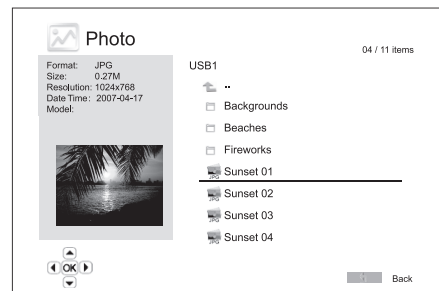 Photo
04 / 11 items
Format: JPG
Size: 0.27M
Resolution: 1024x768
Date Time: 2007-04-17
Model:
USB1
..
Backgrounds
Beaches
Fireworks
Sunset 01
Sunset 02
Sunset 03
Sunset 04
OK
Back